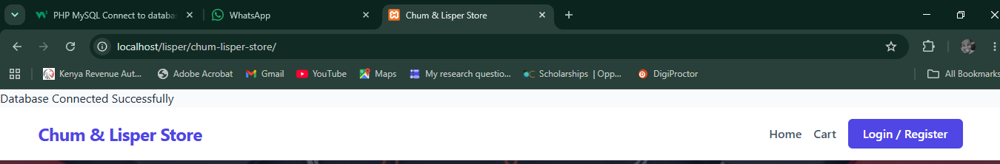 PHP MySQL Connect to databa
WhatsApp
Chum & Lisper Store
localhost/lisper/chum-lisper-store/
Kenya Revenue Aut...
Adobe Acrobat
Gmail
YouTube
Maps
My research questio...
Scholarships | Opp...
DigiProctor
All Bookmarks
Database Connected Successfully
Chum & Lisper Store
Home
Cart
Login / Register